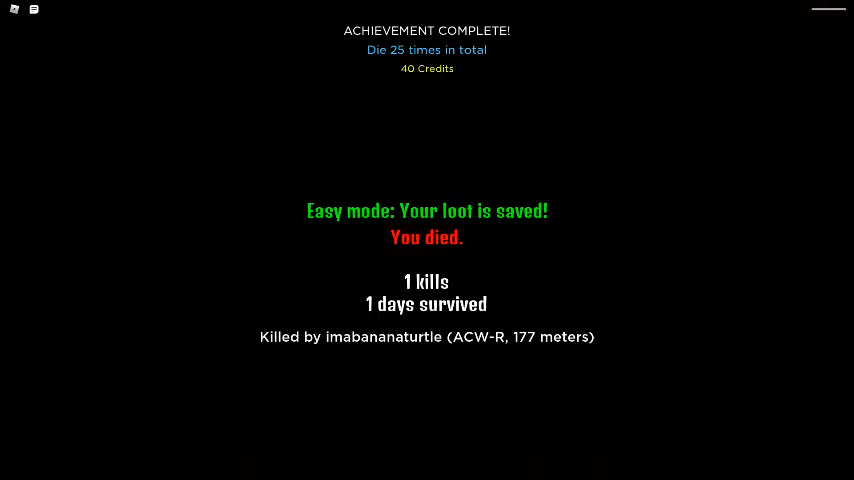 ACHIEVEMENT COMPLETE!
Die 25 times in total
40 Credits
Easy mode: Your loot is saved!
You died.
1 kills
1 days survived
Killed by imabananaturtle (ACW-R, 177 meters)